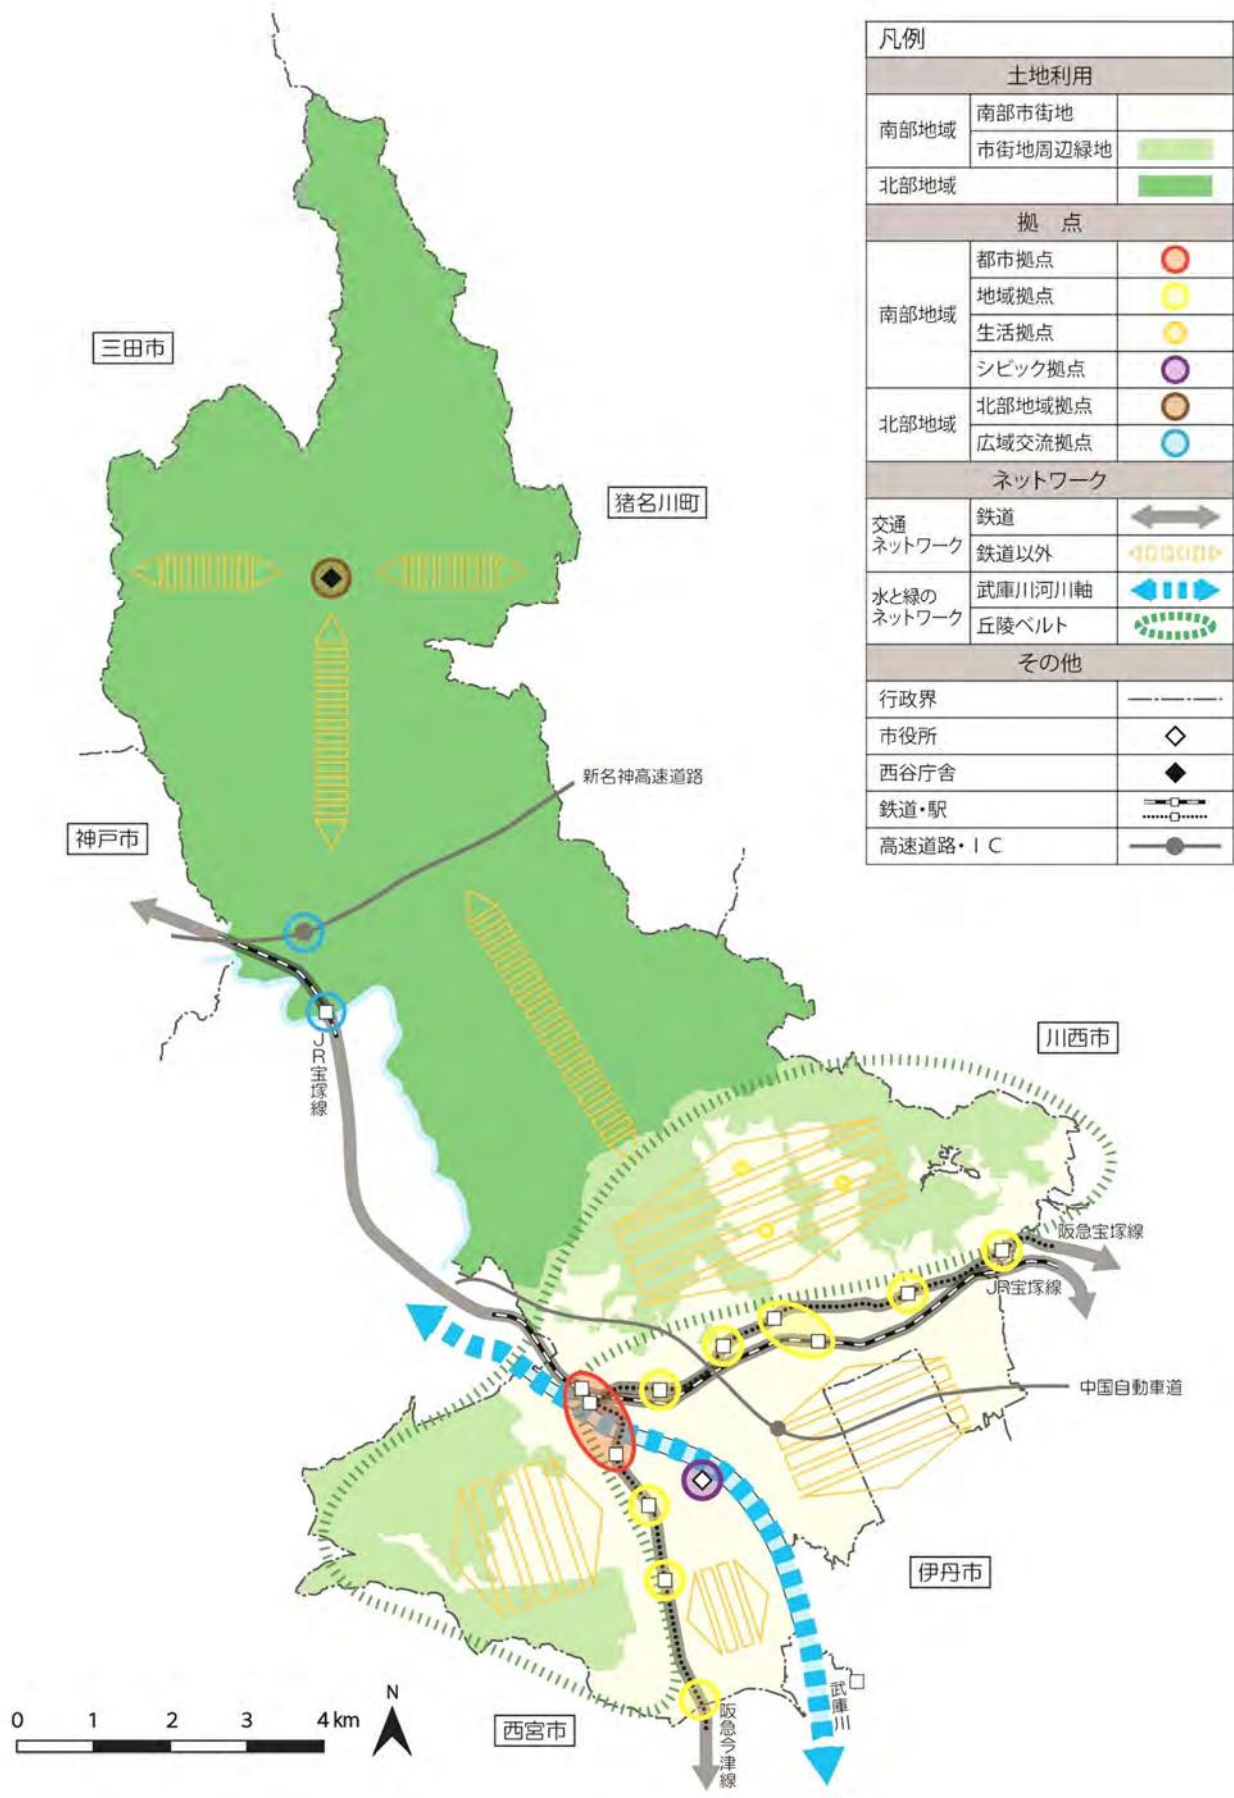 凡例
土地利用
南部地域
南部市街地
市街地周辺緑地
北部地域
拠 点
南部地域
都市拠点
地域拠点
生活拠点
シビック拠点
北部地域
北部地域拠点
広域交流拠点
ネットワーク
交通
ネットワーク
鉄道
鉄道以外
水と緑の
ネットワーク
武庫川河川軸
丘陵ベルト
その他
行政界
市役所
西谷庁舎
鉄道・駅
高速道路・IC
三田市
猪名川町
新名神高速道路
神戸市
JR宝塚線
川西市
阪急宝塚線
JR宝塚線
中国自動車道
伊丹市
武庫川
西宮市
阪急今津線
0 1 2 3 4 km
N